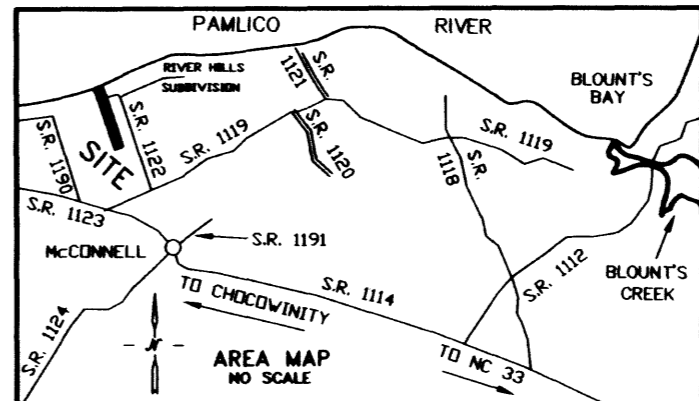 PAMLICO RIVER
RIVER HILLS
SUBDIVISION
S.R.
1121
BLOUNT'S
BAY
S.R. 1190
SITE
S.R. 1122
S.R. 1119
S.R.
1120
S.R.
1118
S.R. 1119
S.R. 1123
McCONNELL
S.R. 1191
S.R. 1112
BLOUNT'S
CREEK
S.R. 1124
TO CHOCOWINITY
S.R. 1114
N
AREA MAP
NO SCALE
TO NC 33